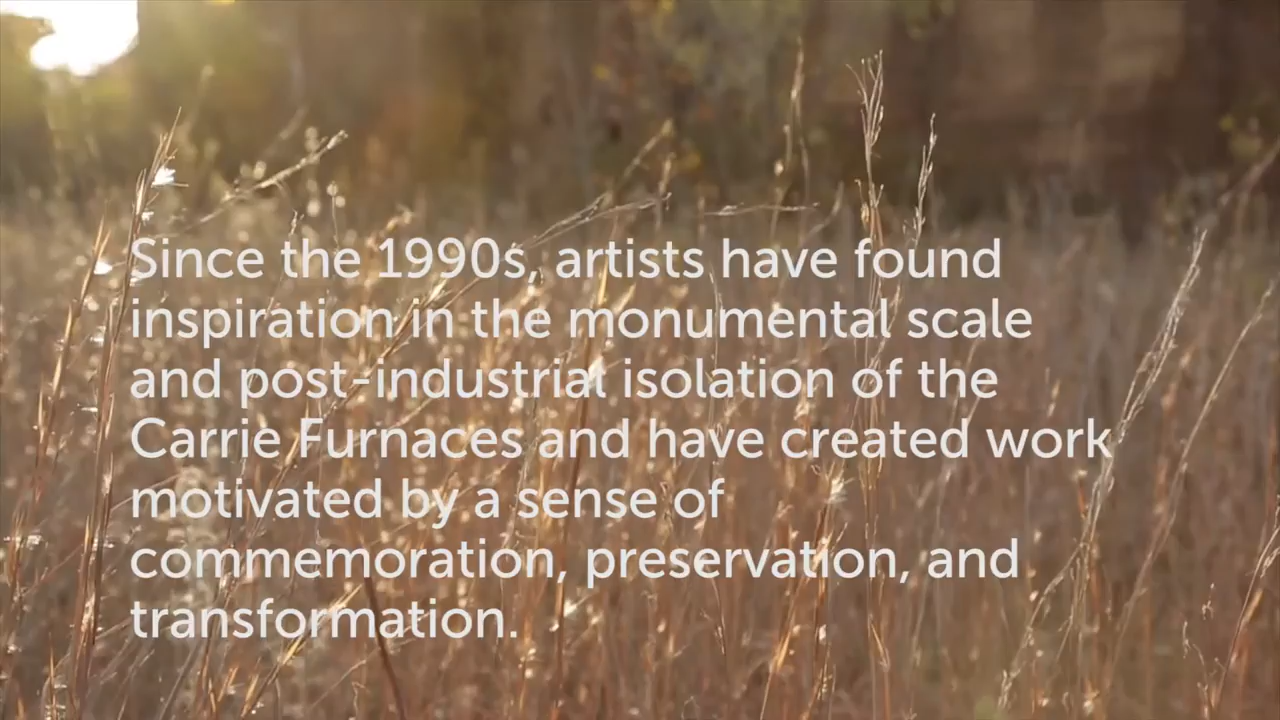 Since the 1990s, artists have found
inspiration in the monumental scale
and post-industrial isolation of the
Carrie Furnaces and have created work
motivated by a sense of
commemoration, preservation, and
transformation.